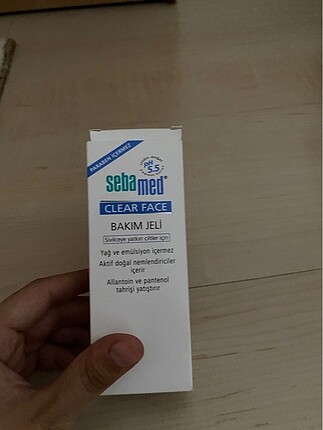 PARABEN İÇERMEZ
pH
5.5
sebamed®
CLEAR FACE
BAKIM JELİ
Sivilceye yatkın ciltler için
Yağ ve emülsiyon içermez
Aktif doğal nemlendiriciler
içerir
Allantoin ve pantenol
tahrişi yatıştırır